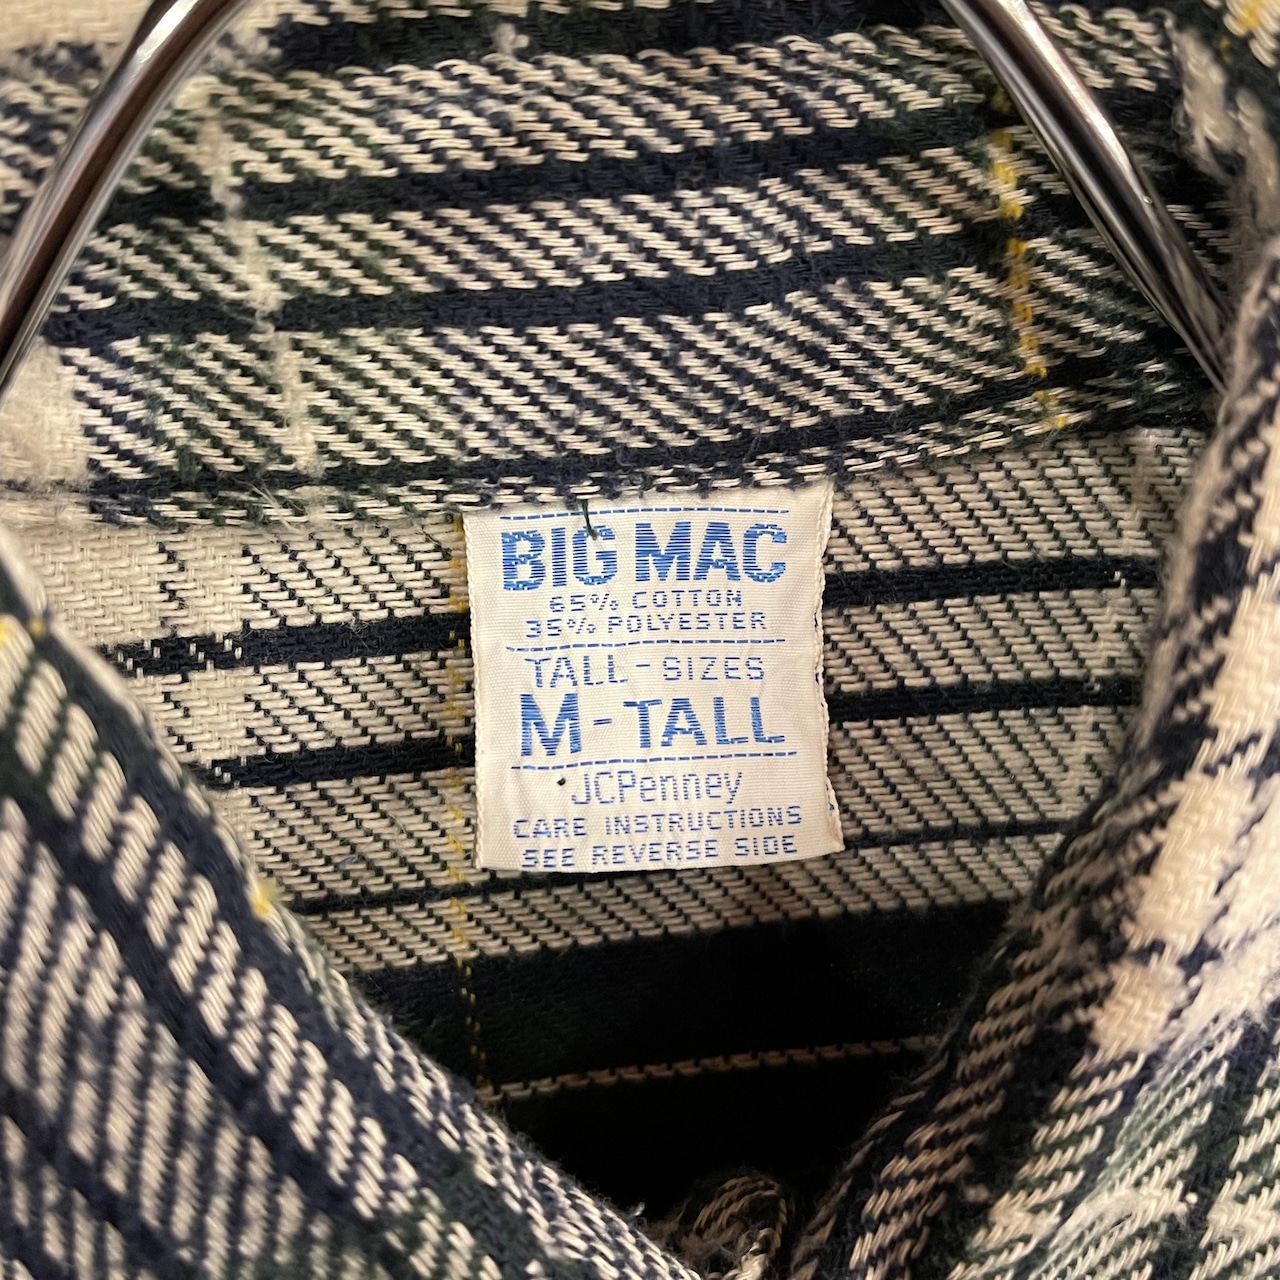 BIG MAC
65% COTTON
35% POLYESTER
TALL-SIZES
M-TALL
JCPenney
CARE INSTRUCTIONS
SEE REVERSE SIDE